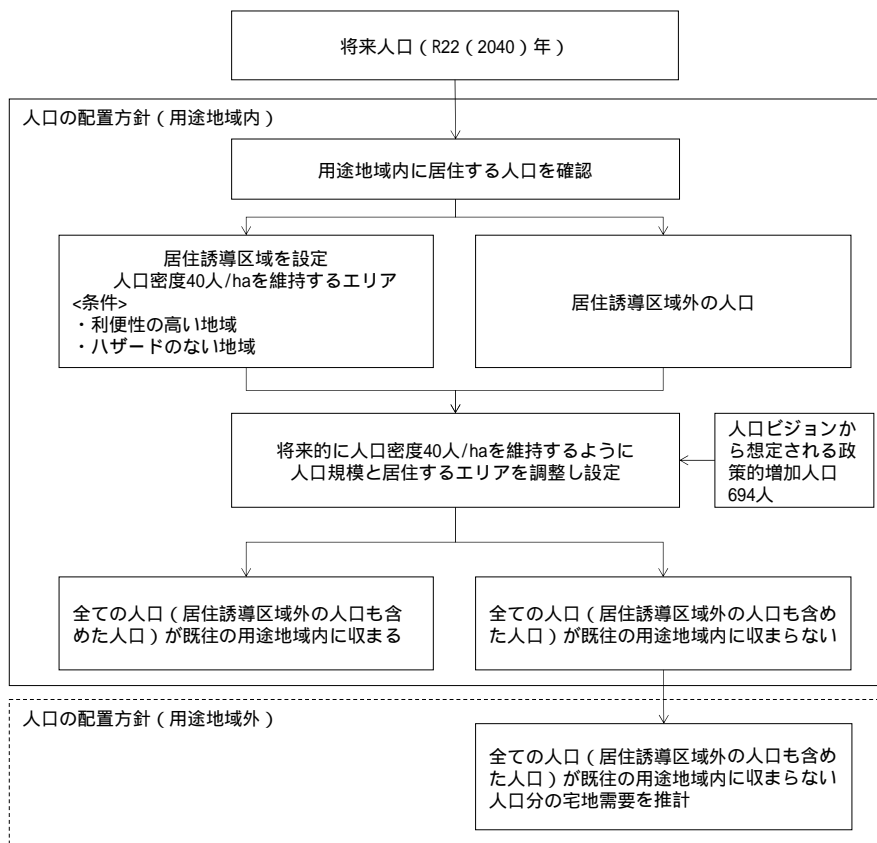 将来人口（R22（2040）年）
人口の配置方針（用途地域内）
用途地域内に居住する人口を確認
居住誘導区域を設定
人口密度40人/haを維持するエリア
<条件>
・利便性の高い地域
・ハザードのない地域
居住誘導区域外の人口
将来的に人口密度40人/haを維持するように
人口規模と居住するエリアを調整し設定
人口ビジョンか
ら想定される政
策的増加人口
694人
全ての人口（居住誘導区域外の人口も含
めた人口）が既往の用途地域内に収まる
全ての人口（居住誘導区域外の人口も含め
た人口）が既往の用途地域内に収まらない
人口の配置方針（用途地域外）
全ての人口（居住誘導区域外の人口も含め
た人口）が既往の用途地域内に収まらない
人口分の宅地需要を推計